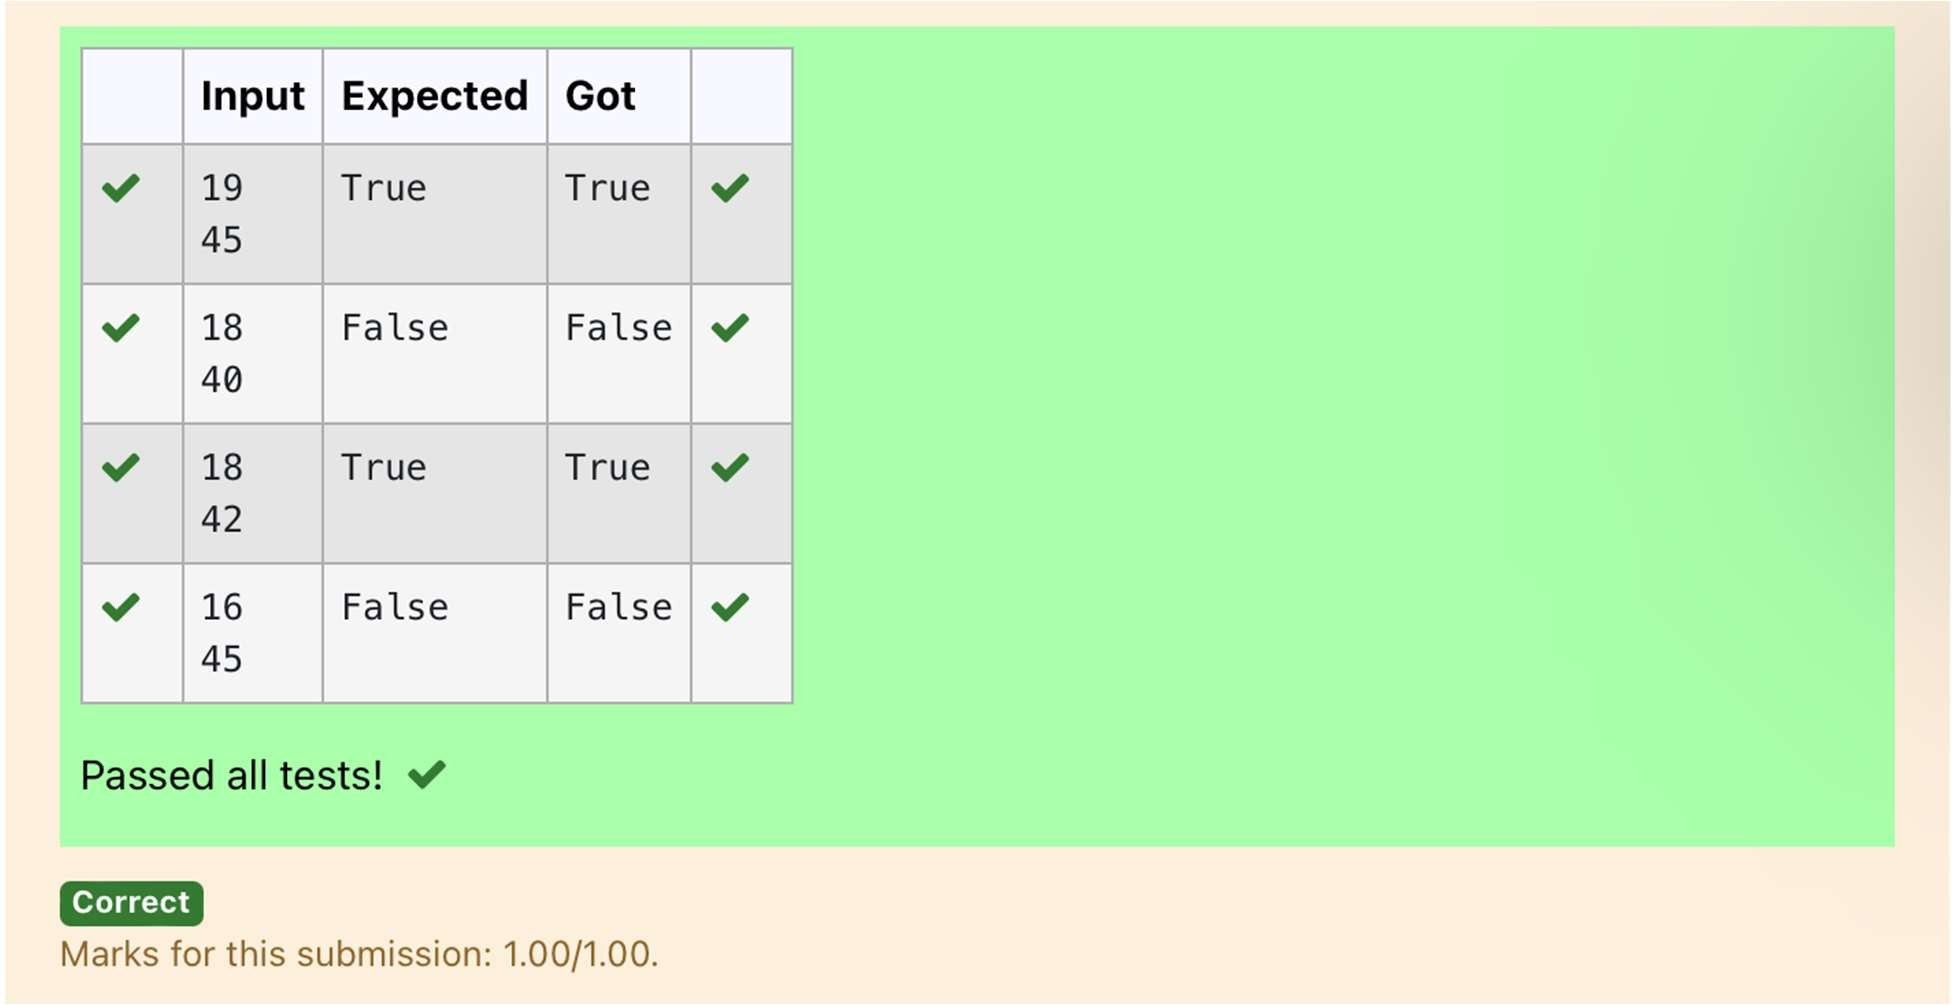 Input Expected Got
19 True True
45
18 False False
40
18 True True
42
16 False False
45
Passed all tests!
Correct
Marks for this submission: 1.00/1.00.